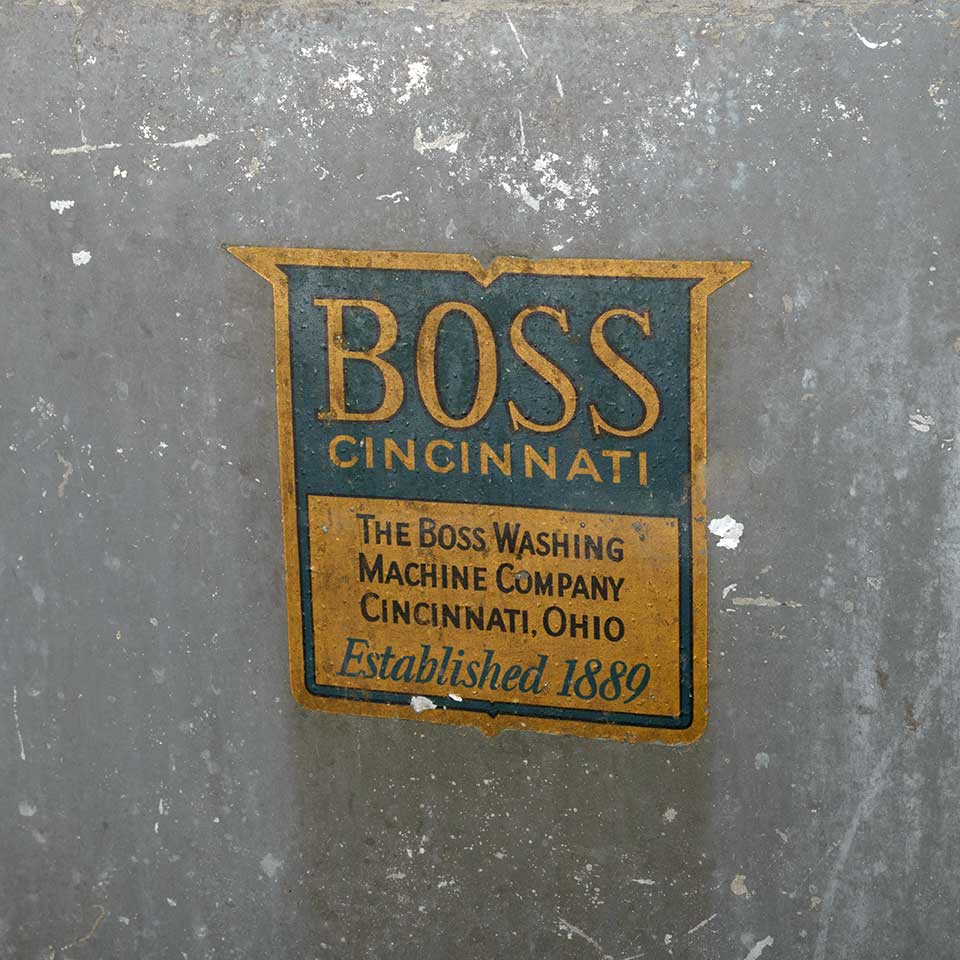 BOSS
CINCINNATI
THE BOSS WASHING
MACHINE COMPANY
CINCINNATI, OHIO
Established 1889